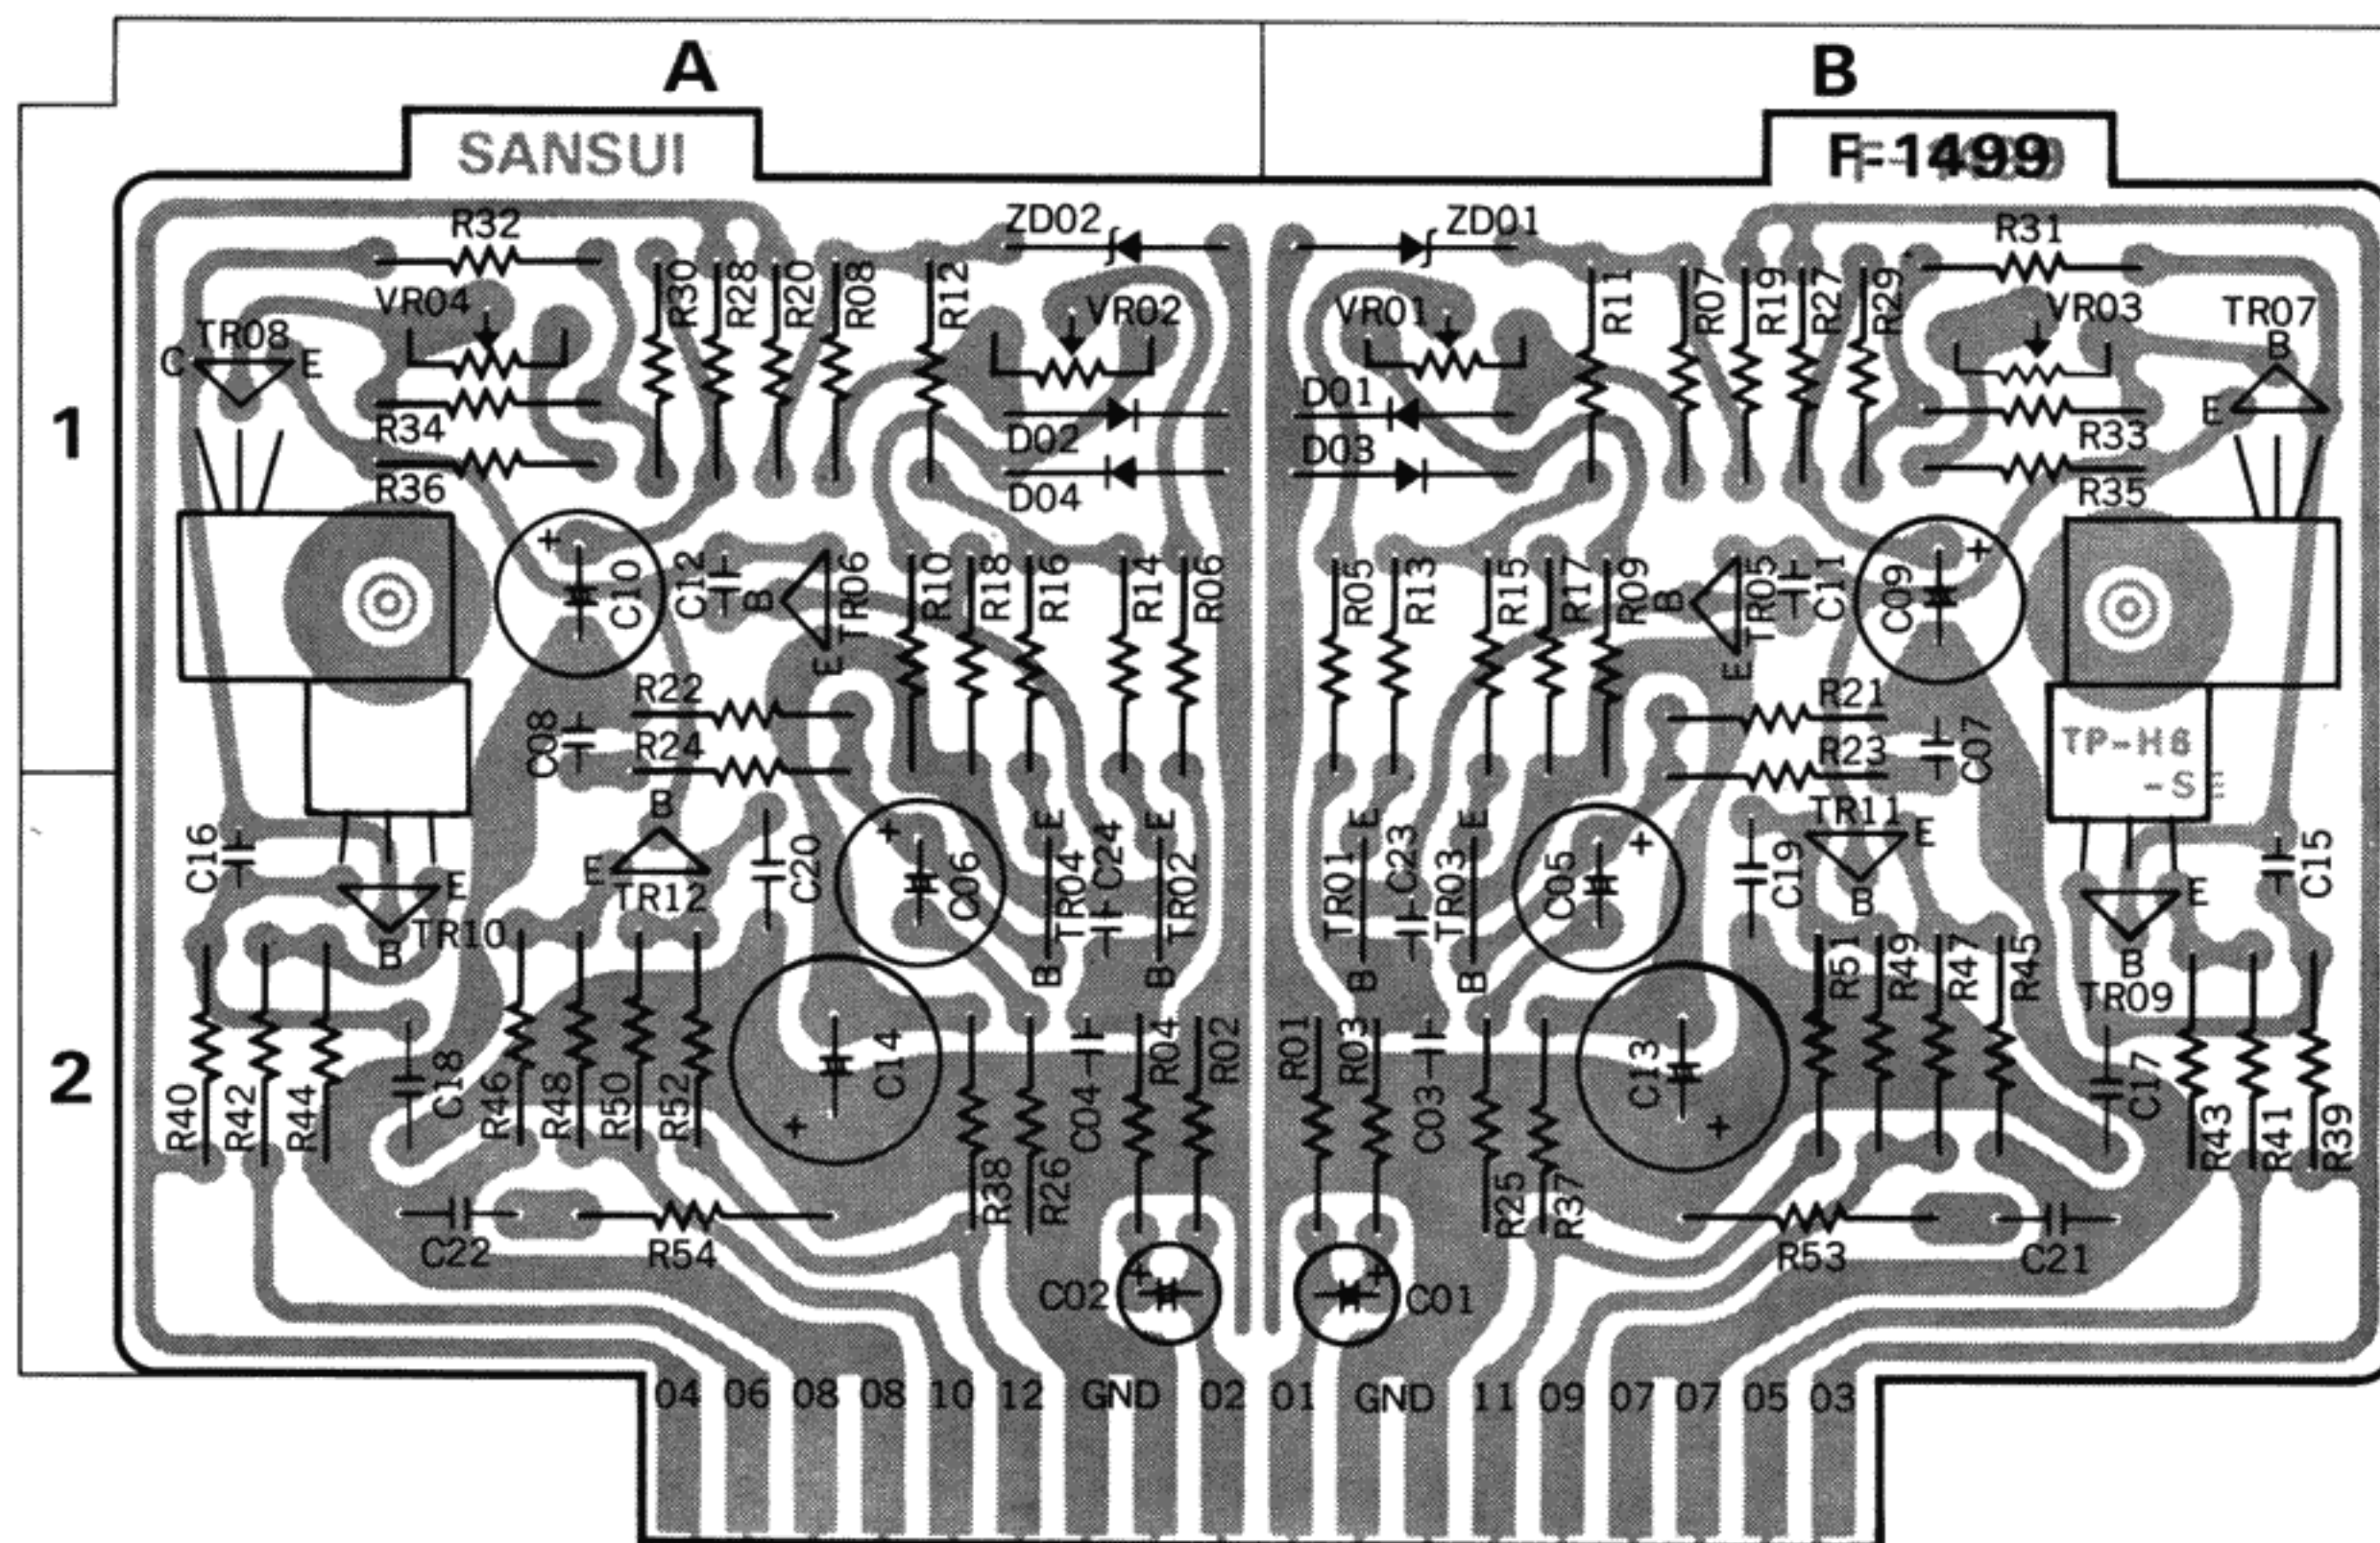 A B
SANSUI F-1499
1
2
R32 ZD02 ZD01 R31
R30 R28 R20 R08 R12 R11 R07 R19 R27 R29
VR04 VR02 VR01 VR03 TR07
TR08 B
C E E
R34 D02 D01 R33
R36 D04 D03 R35
C10 C12 B TR06 E R10 R18 R16 R14 R06 R05 R13 R15 R17 R09 B TR05 E C11 C09
+ +
R22 R21
C08 R24 R23 C07
TP-H6
-S
B TR11
C16 E E TR12 C20 + C06 E TR04 B C24 E TR02 B TR01 E B C23 TR03 E B C05 + C19 E B E C15
TR10 B
B TR09
R40 R42 R44 C18 R46 R48 R50 R52 C14 + R38 R26 C04 R04 R02 R01 R03 C03 R25 R37 C13 + R51 R49 R47 R45 C17 R43 R41 R39
C22 R54 R53 C21
C02 + + C01
04 06 08 08 10 12 GND 02 01 GND 11 09 07 07 05 03